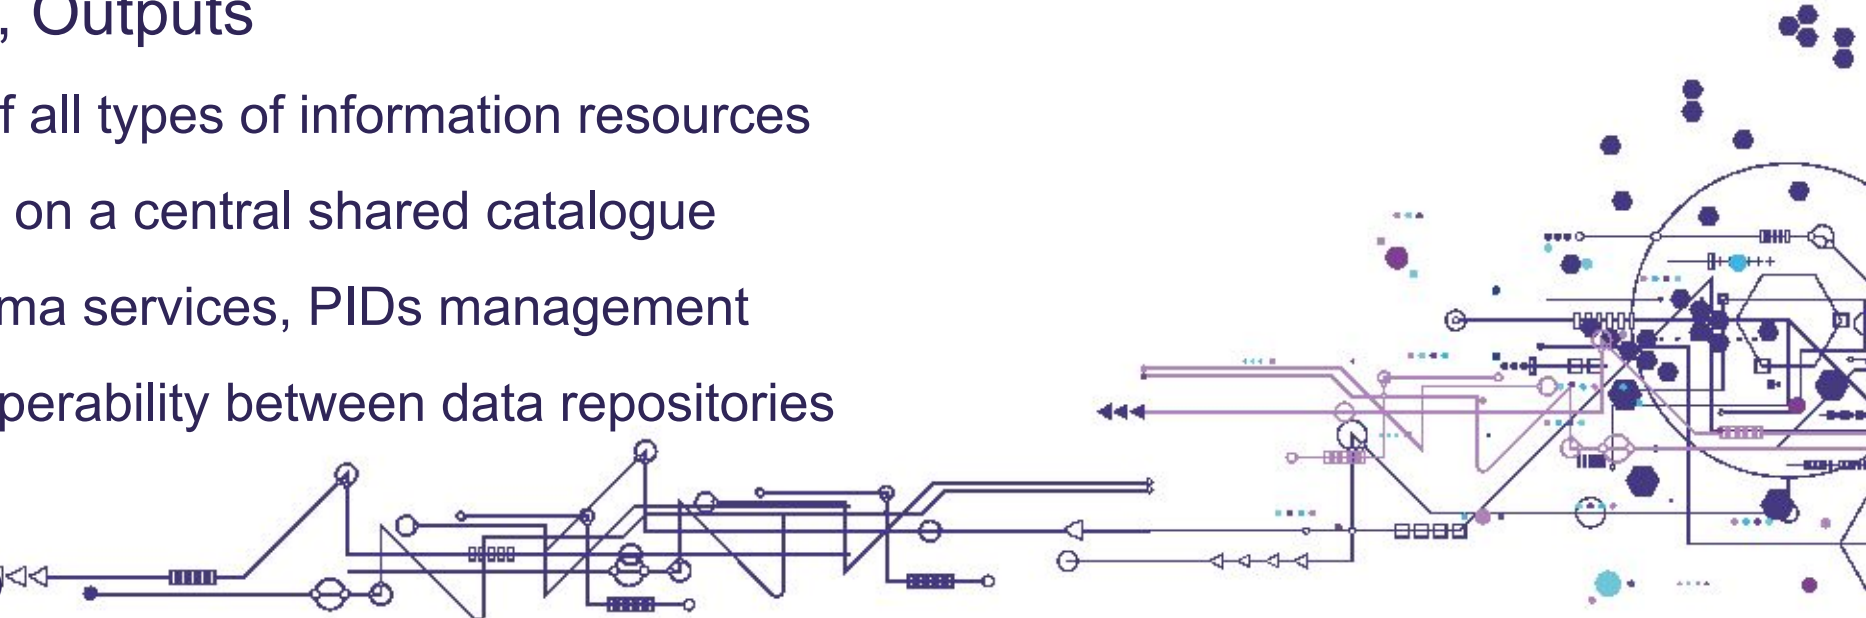 , Outputs
f all types of information resources
on a central shared catalogue
ma services, PIDs management
perability between data repositories